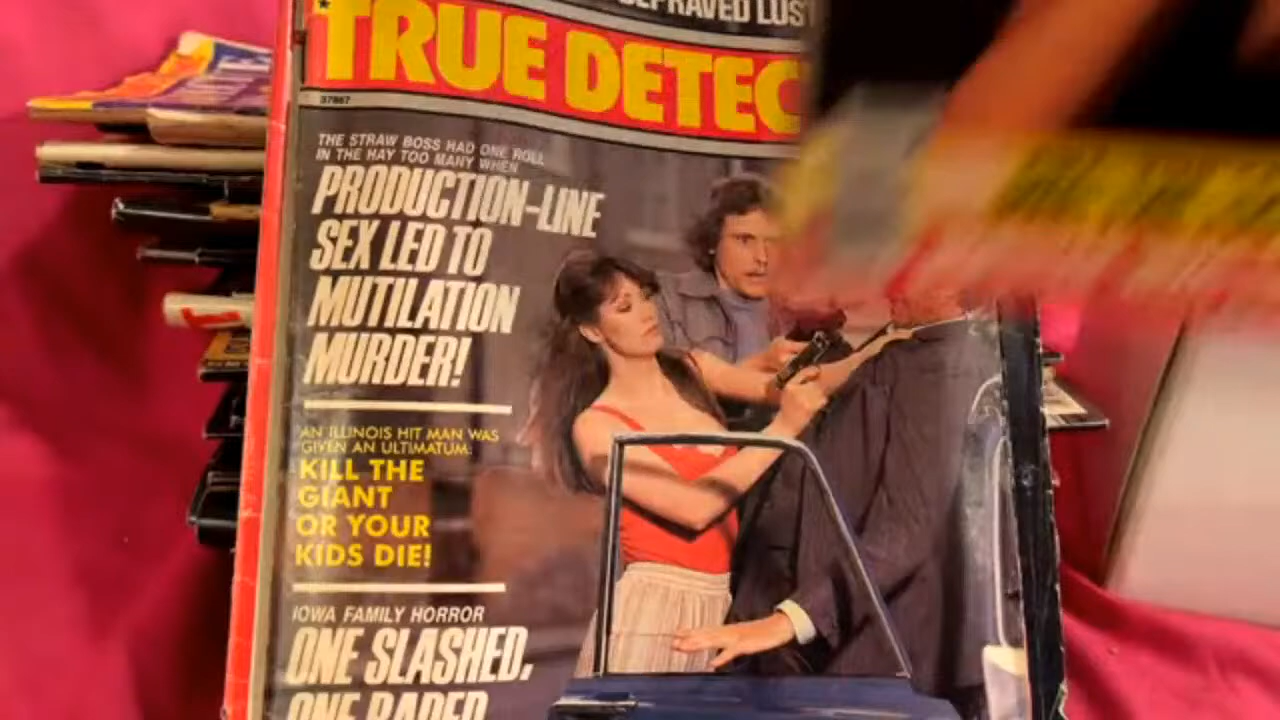 DEPRAVED LUST
TRUE DETEC
37867
THE STRAW BOSS HAD ONE ROLL
IN THE HAY TOO MANY WHEN
PRODUCTION-LINE
SEX LED TO
MUTILATION
MURDER!
AN ILLINOIS HIT MAN WAS
GIVEN AN ULTIMATUM:
KILL THE
GIANT
OR YOUR
KIDS DIE!
IOWA FAMILY HORROR
ONE SLASHED,
ONE RAPED